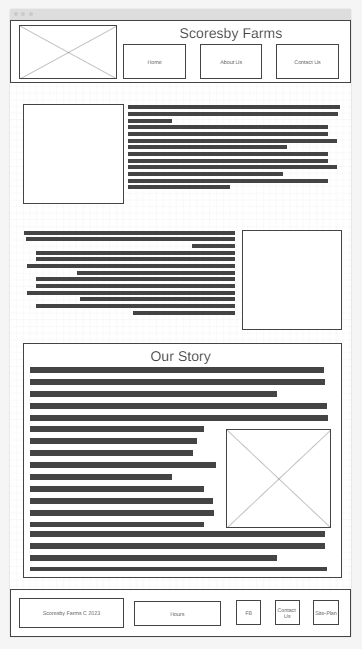 Scoresby Farms
Home
About Us
Contact Us
Our Story
Scoresby Farms C 2023
Hours
FB
Contact
Us
Site-Plan